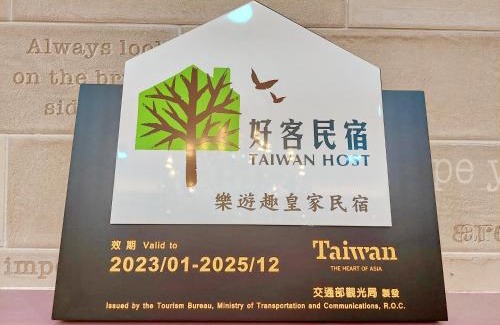 Always loo
on the br
sid
好客民宿
TAIWAN HOST
樂遊趣皇家民宿
pe y
are
imp
效期 Valid to
2023/01-2025/12
Taiwan
THE HEART OF ASIA
交通部觀光局 製發
Issued by the Tourism Bureau, Ministry of Transportation and Communications, R.O.C.